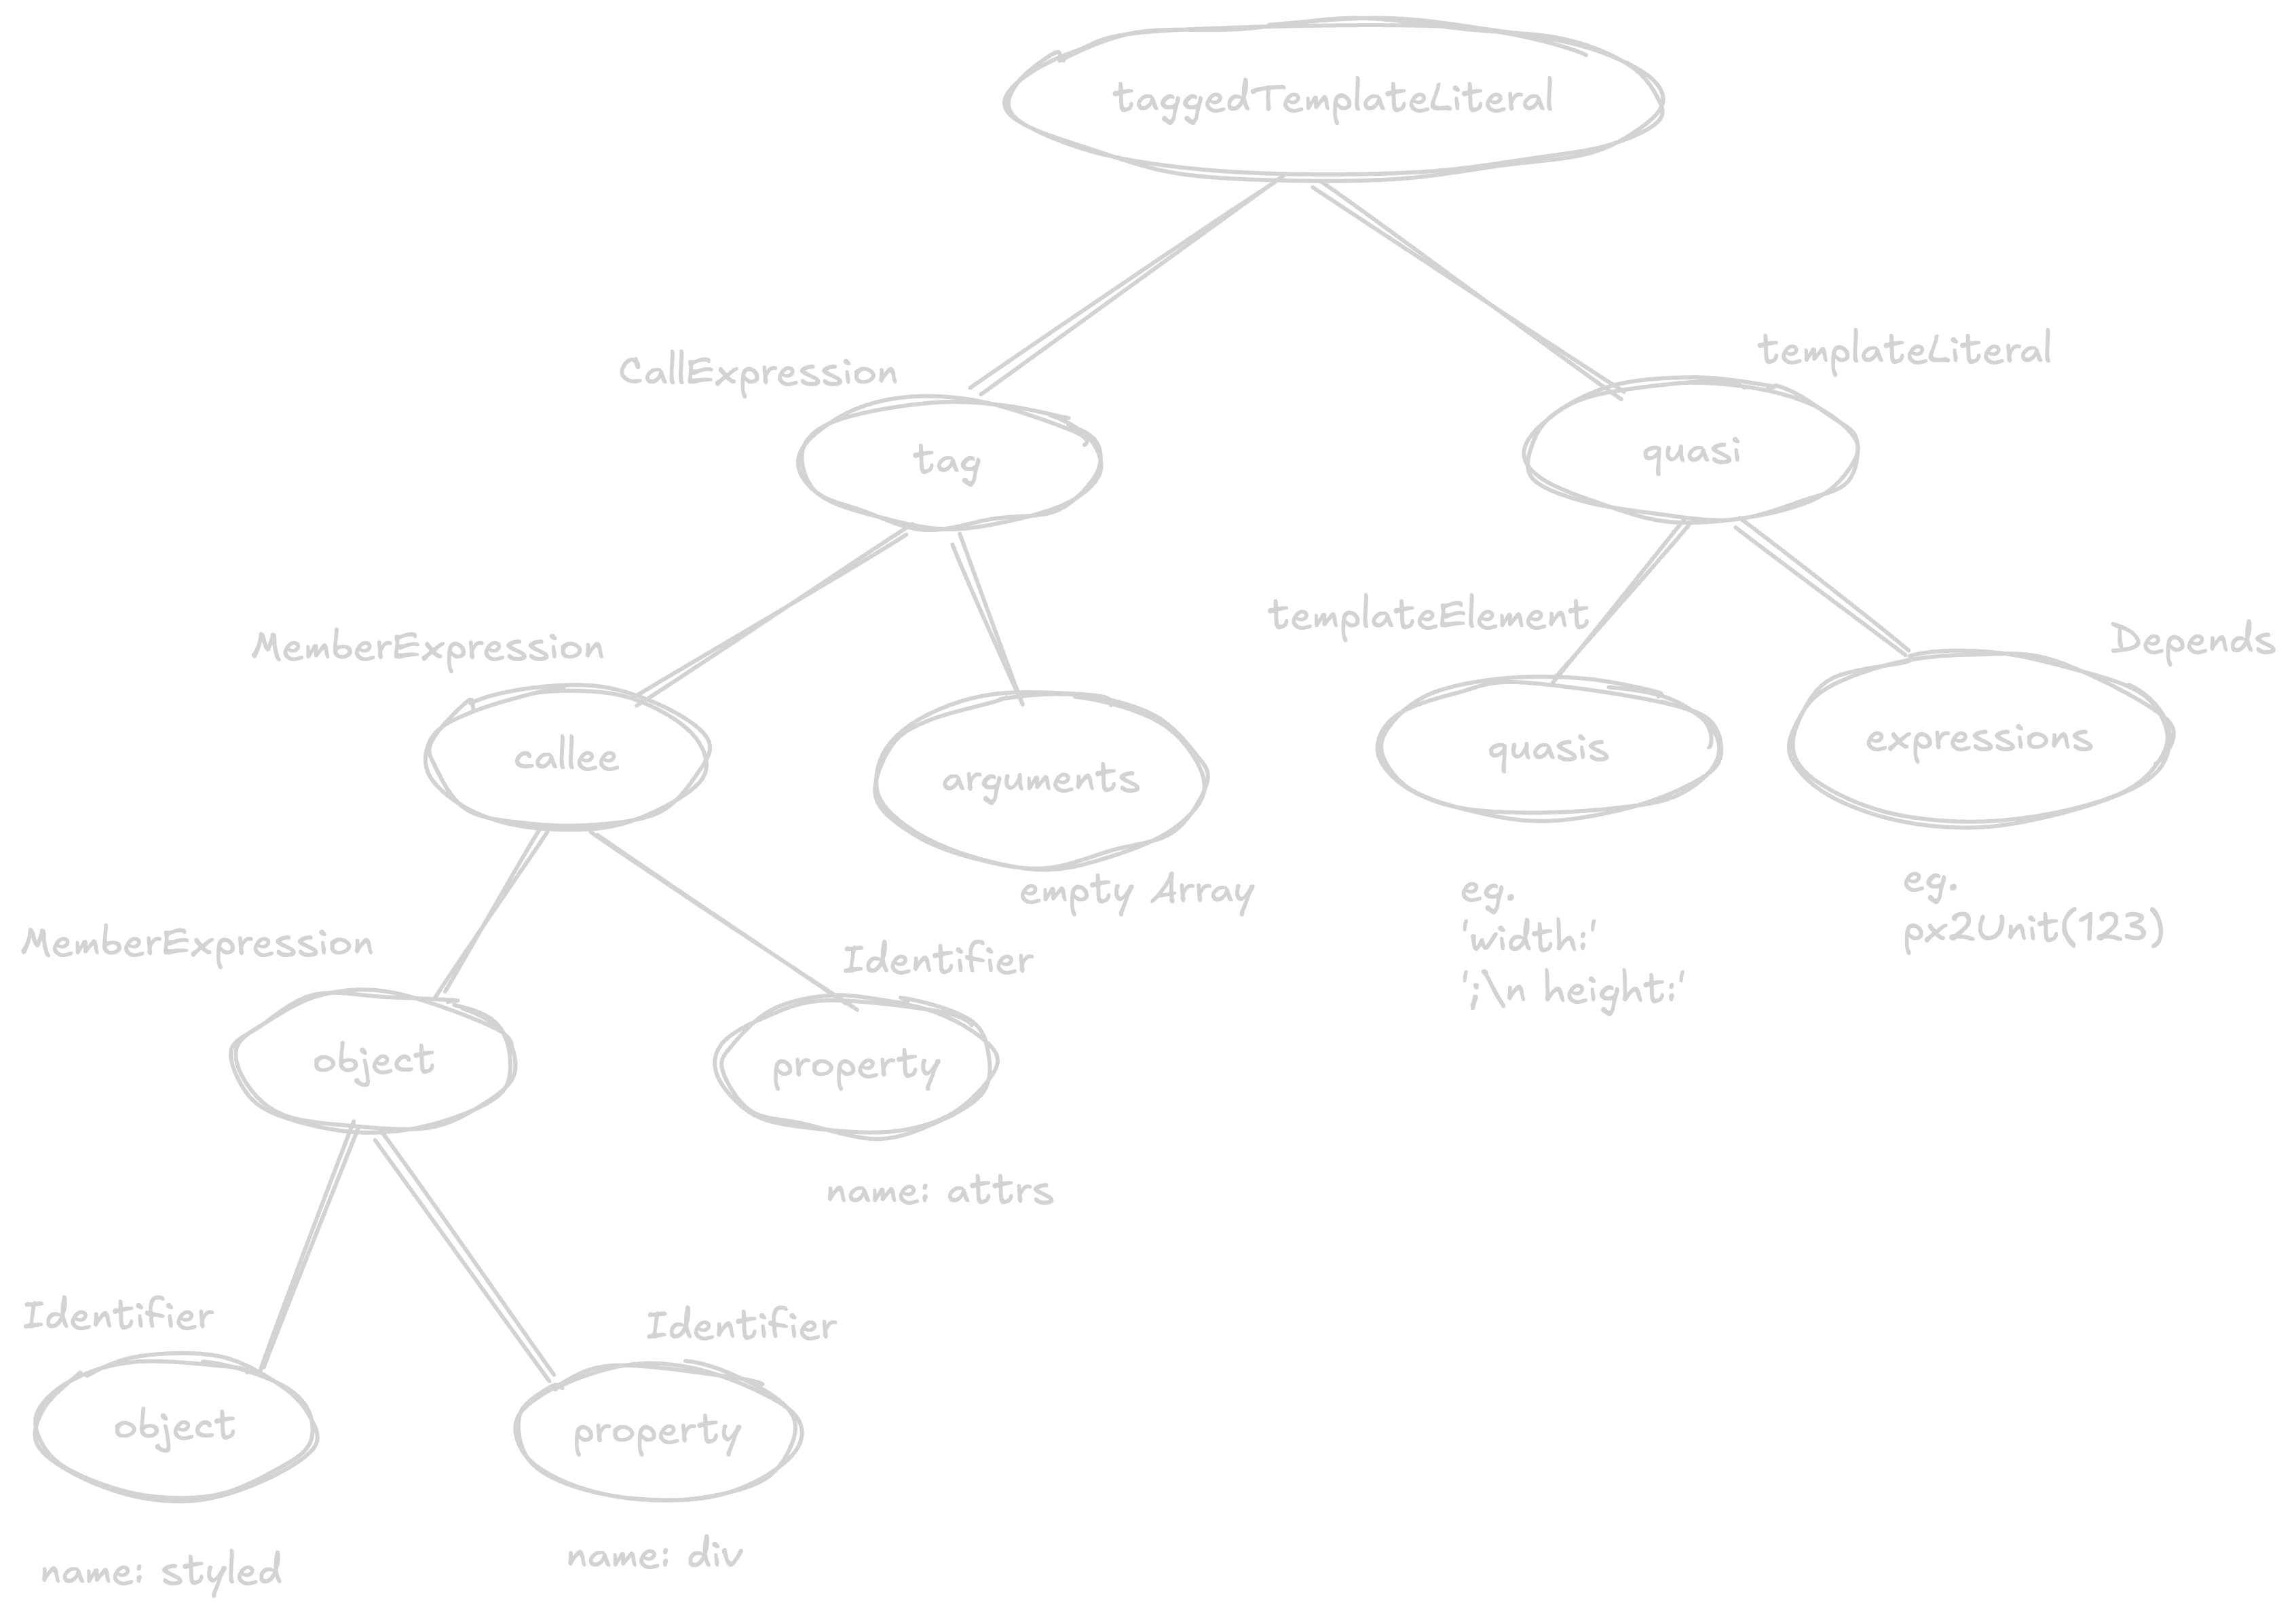 taggedTemplateLiteral
CallExpression
templateLiteral
tag
quasi
MemberExpression
templateElement
Depends
callee
arguments
quasis
expressions
empty Array
eg.
'width:'
';\n height:'
eg.
px2Unit(123)
MemberExpression
Identifier
object
property
name: attrs
Identifier
Identifier
object
property
name: styled
name: div